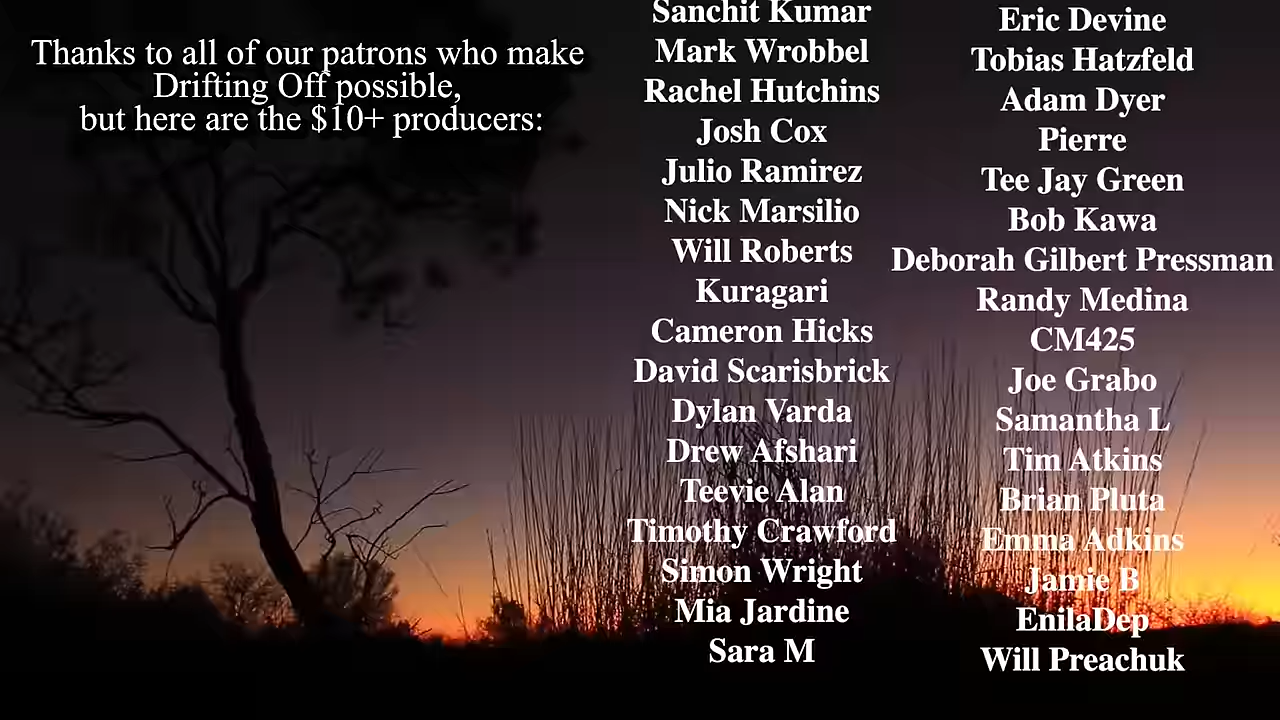 Thanks to all of our patrons who make
Drifting Off possible,
but here are the $10+ producers:
Sanchit Kumar
Mark Wrobbel
Rachel Hutchins
Josh Cox
Julio Ramirez
Nick Marsilio
Will Roberts
Kuragari
Cameron Hicks
David Scarisbrick
Dylan Varda
Drew Afshari
Teevie Alan
Timothy Crawford
Simon Wright
Mia Jardine
Sara M
Eric Devine
Tobias Hatzfeld
Adam Dyer
Pierre
Tee Jay Green
Bob Kawa
Deborah Gilbert Pressman
Randy Medina
CM425
Joe Grabo
Samantha L
Tim Atkins
Brian Pluta
Emma Adkins
Jamie B
EnilaDep
Will Preachuk